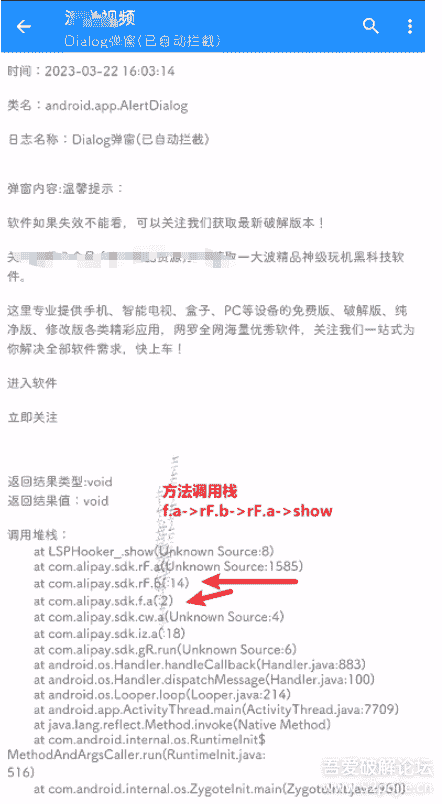 视频
Dialog弹窗(已自动拦截)
时间：2023-03-22 16:03:14
类名：android.app.AlertDialog
日志名称：Dialog弹窗(已自动拦截)
弹窗内容:温馨提示：
软件如果失效不能看，可以关注我们获取最新破解版本！
关 资源 取一大波精品神级玩机黑科技软
件。
这里专业提供手机、智能电视、盒子、PC等设备的免费版、破解版、纯
净版、修改版各类精彩应用，网罗全网海量优秀软件，关注我们一站式为
你解决全部软件需求，快上车！
进入软件
立即关注
返回结果类型:void
返回结果值：void
方法调用栈
f.a->rF.b->rF.a->show
调用堆栈：
at LSPHooker_.show(Unknown Source:8)
at com.alipay.sdk.rF.a(Unknown Source:1585)
at com.alipay.sdk.rF.b(:14)
at com.alipay.sdk.f.a(:2)
at com.alipay.sdk.cw.a(Unknown Source:4)
at com.alipay.sdk.iz.a(:18)
at com.alipay.sdk.gR.run(Unknown Source:6)
at android.os.Handler.handleCallback(Handler.java:883)
at android.os.Handler.dispatchMessage(Handler.java:100)
at android.os.Looper.loop(Looper.java:214)
at android.app.ActivityThread.main(ActivityThread.java:7709)
at java.lang.reflect.Method.invoke(Native Method)
at com.android.internal.os.RuntimeInit$
MethodAndArgsCaller.run(RuntimeInit.java:
516)
at com.android.internal.os.ZygoteInit.main(ZygoteInit.java:950)
吾爱破解论坛